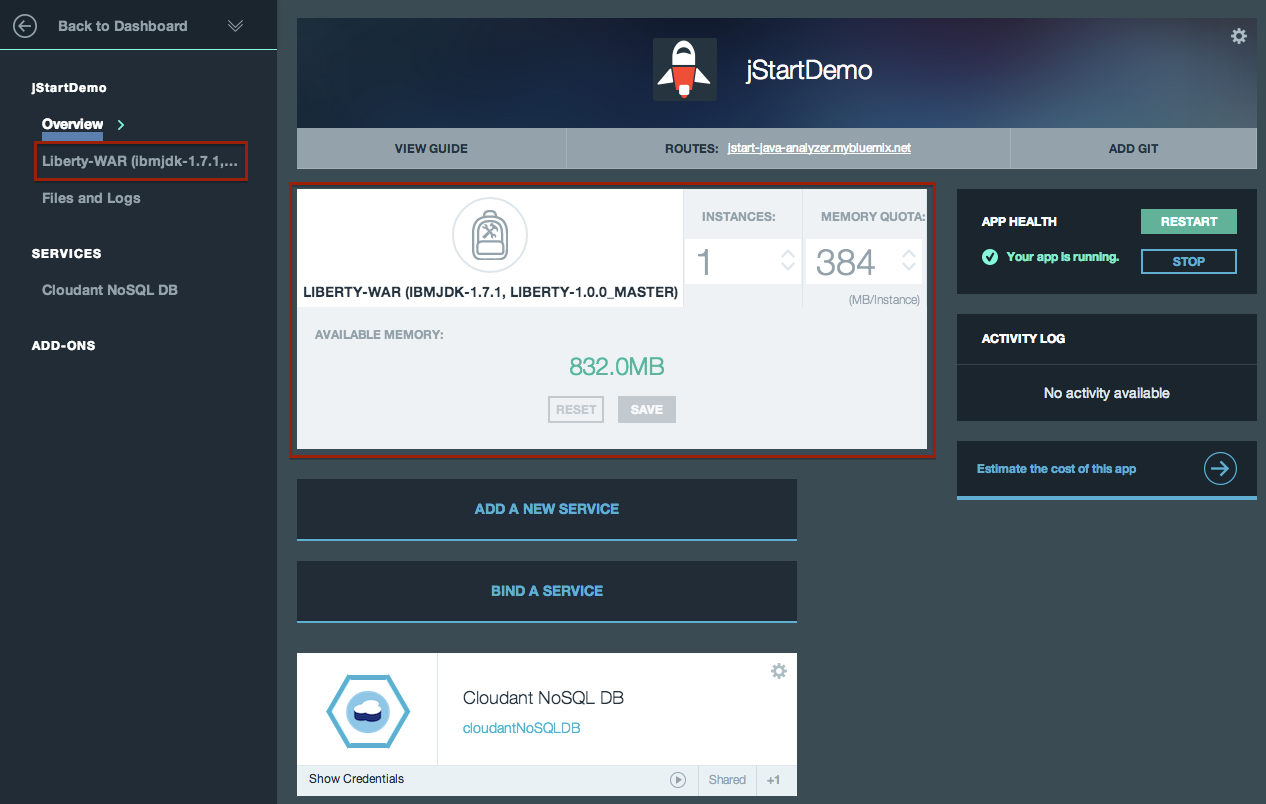 Back to Dashboard
jStartDemo
Overview
Liberty-WAR (ibmjdk-1.7.1,...
Files and Logs
SERVICES
Cloudant NoSQL DB
ADD-ONS
jStartDemo
VIEW GUIDE
ROUTES: jstart-java-analyzer.mybluemix.net
ADD GIT
LIBERTY-WAR (IBMJDK-1.7.1, LIBERTY-1.0.0_MASTER)
INSTANCES:
1
MEMORY QUOTA:
384
(MB/Instance)
AVAILABLE MEMORY:
832.0MB
RESET
SAVE
APP HEALTH
RESTART
Your app is running.
STOP
ACTIVITY LOG
No activity available
Estimate the cost of this app
ADD A NEW SERVICE
BIND A SERVICE
Cloudant NoSQL DB
cloudantNoSQLDB
Show Credentials
Shared
+1